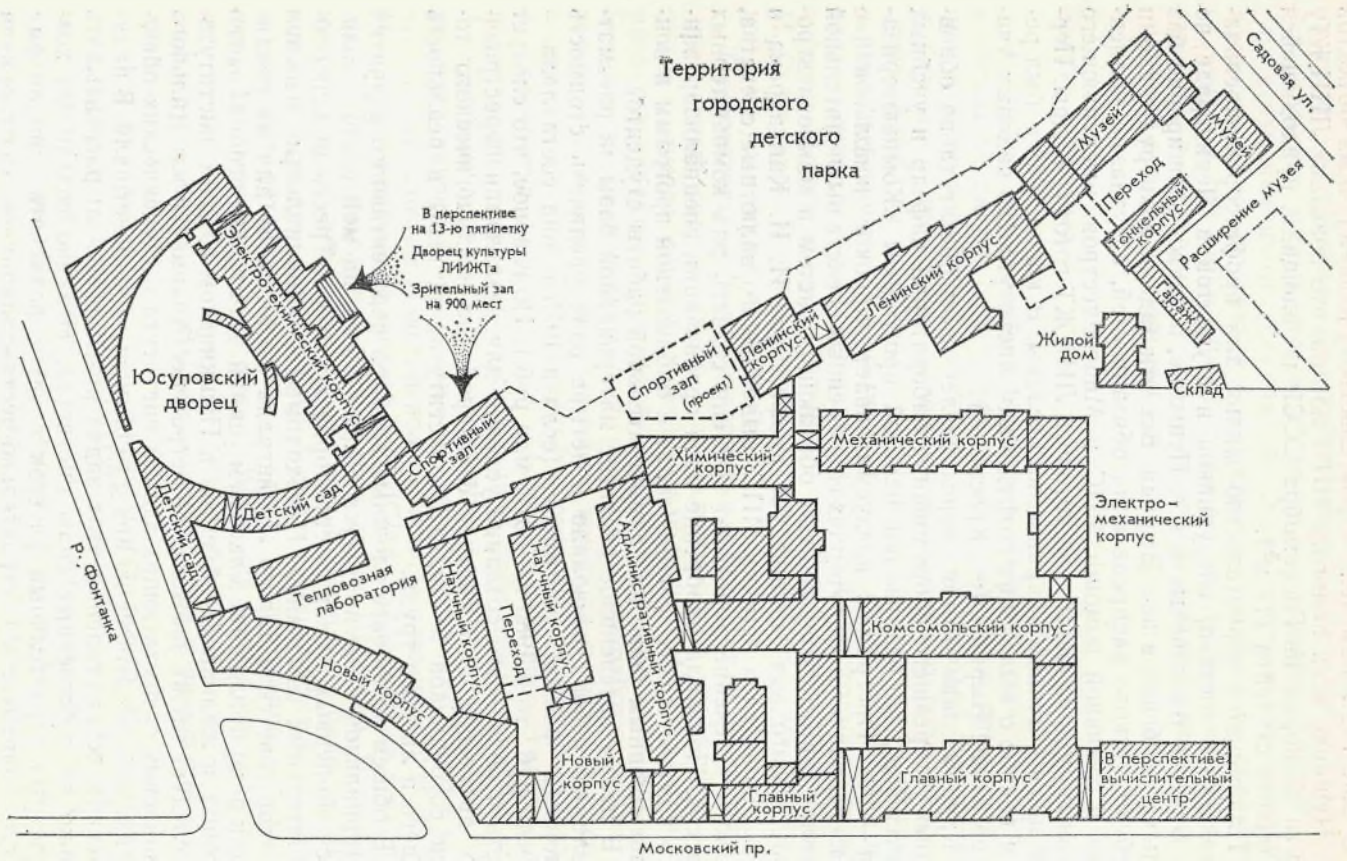 Территория
городского
детского
парка
Садовая ул.
Музей
Музей
Переход
Тоннельный
корпус
Расширение музея
Гараж
Жилой
дом
Склад
Ленинский корпус
Ленинский
корпус
Спортивный
зал
(проект)
В перспективе
на 13-ю пятилетку
Дворец культуры
ЛИИЖТа
Зрительный зал
на 900 мест
Электротехнический корпус
Юсуповский
дворец
Спортивный
зал
Детский сад
Детский сад
р. Фонтанка
Тепловозная
лаборатория
Химический
корпус
Механический корпус
Электро-
механический
корпус
Научный корпус
Переход
Научный корпус
Административный корпус
Комсомольский корпус
Новый корпус
Новый
корпус
Главный
корпус
Главный корпус
В перспективе
вычислительный
центр
Московский пр.